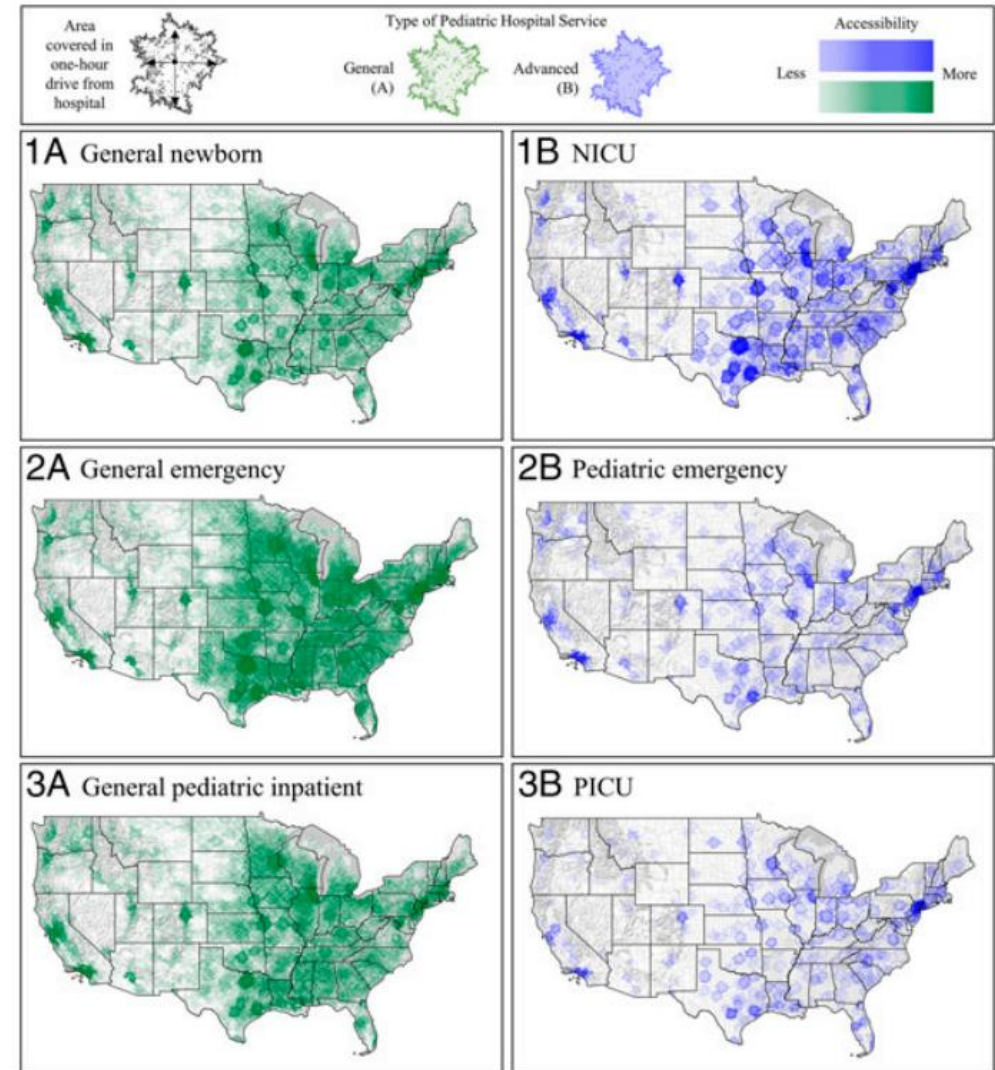 Area
covered in
one-hour
drive from
hospital
Type of Pediatric Hospital Service
General
(A)
Advanced
(B)
Accessibility
Less
More
1A General newborn
1B NICU
2A General emergency
2B Pediatric emergency
3A General pediatric inpatient
3B PICU